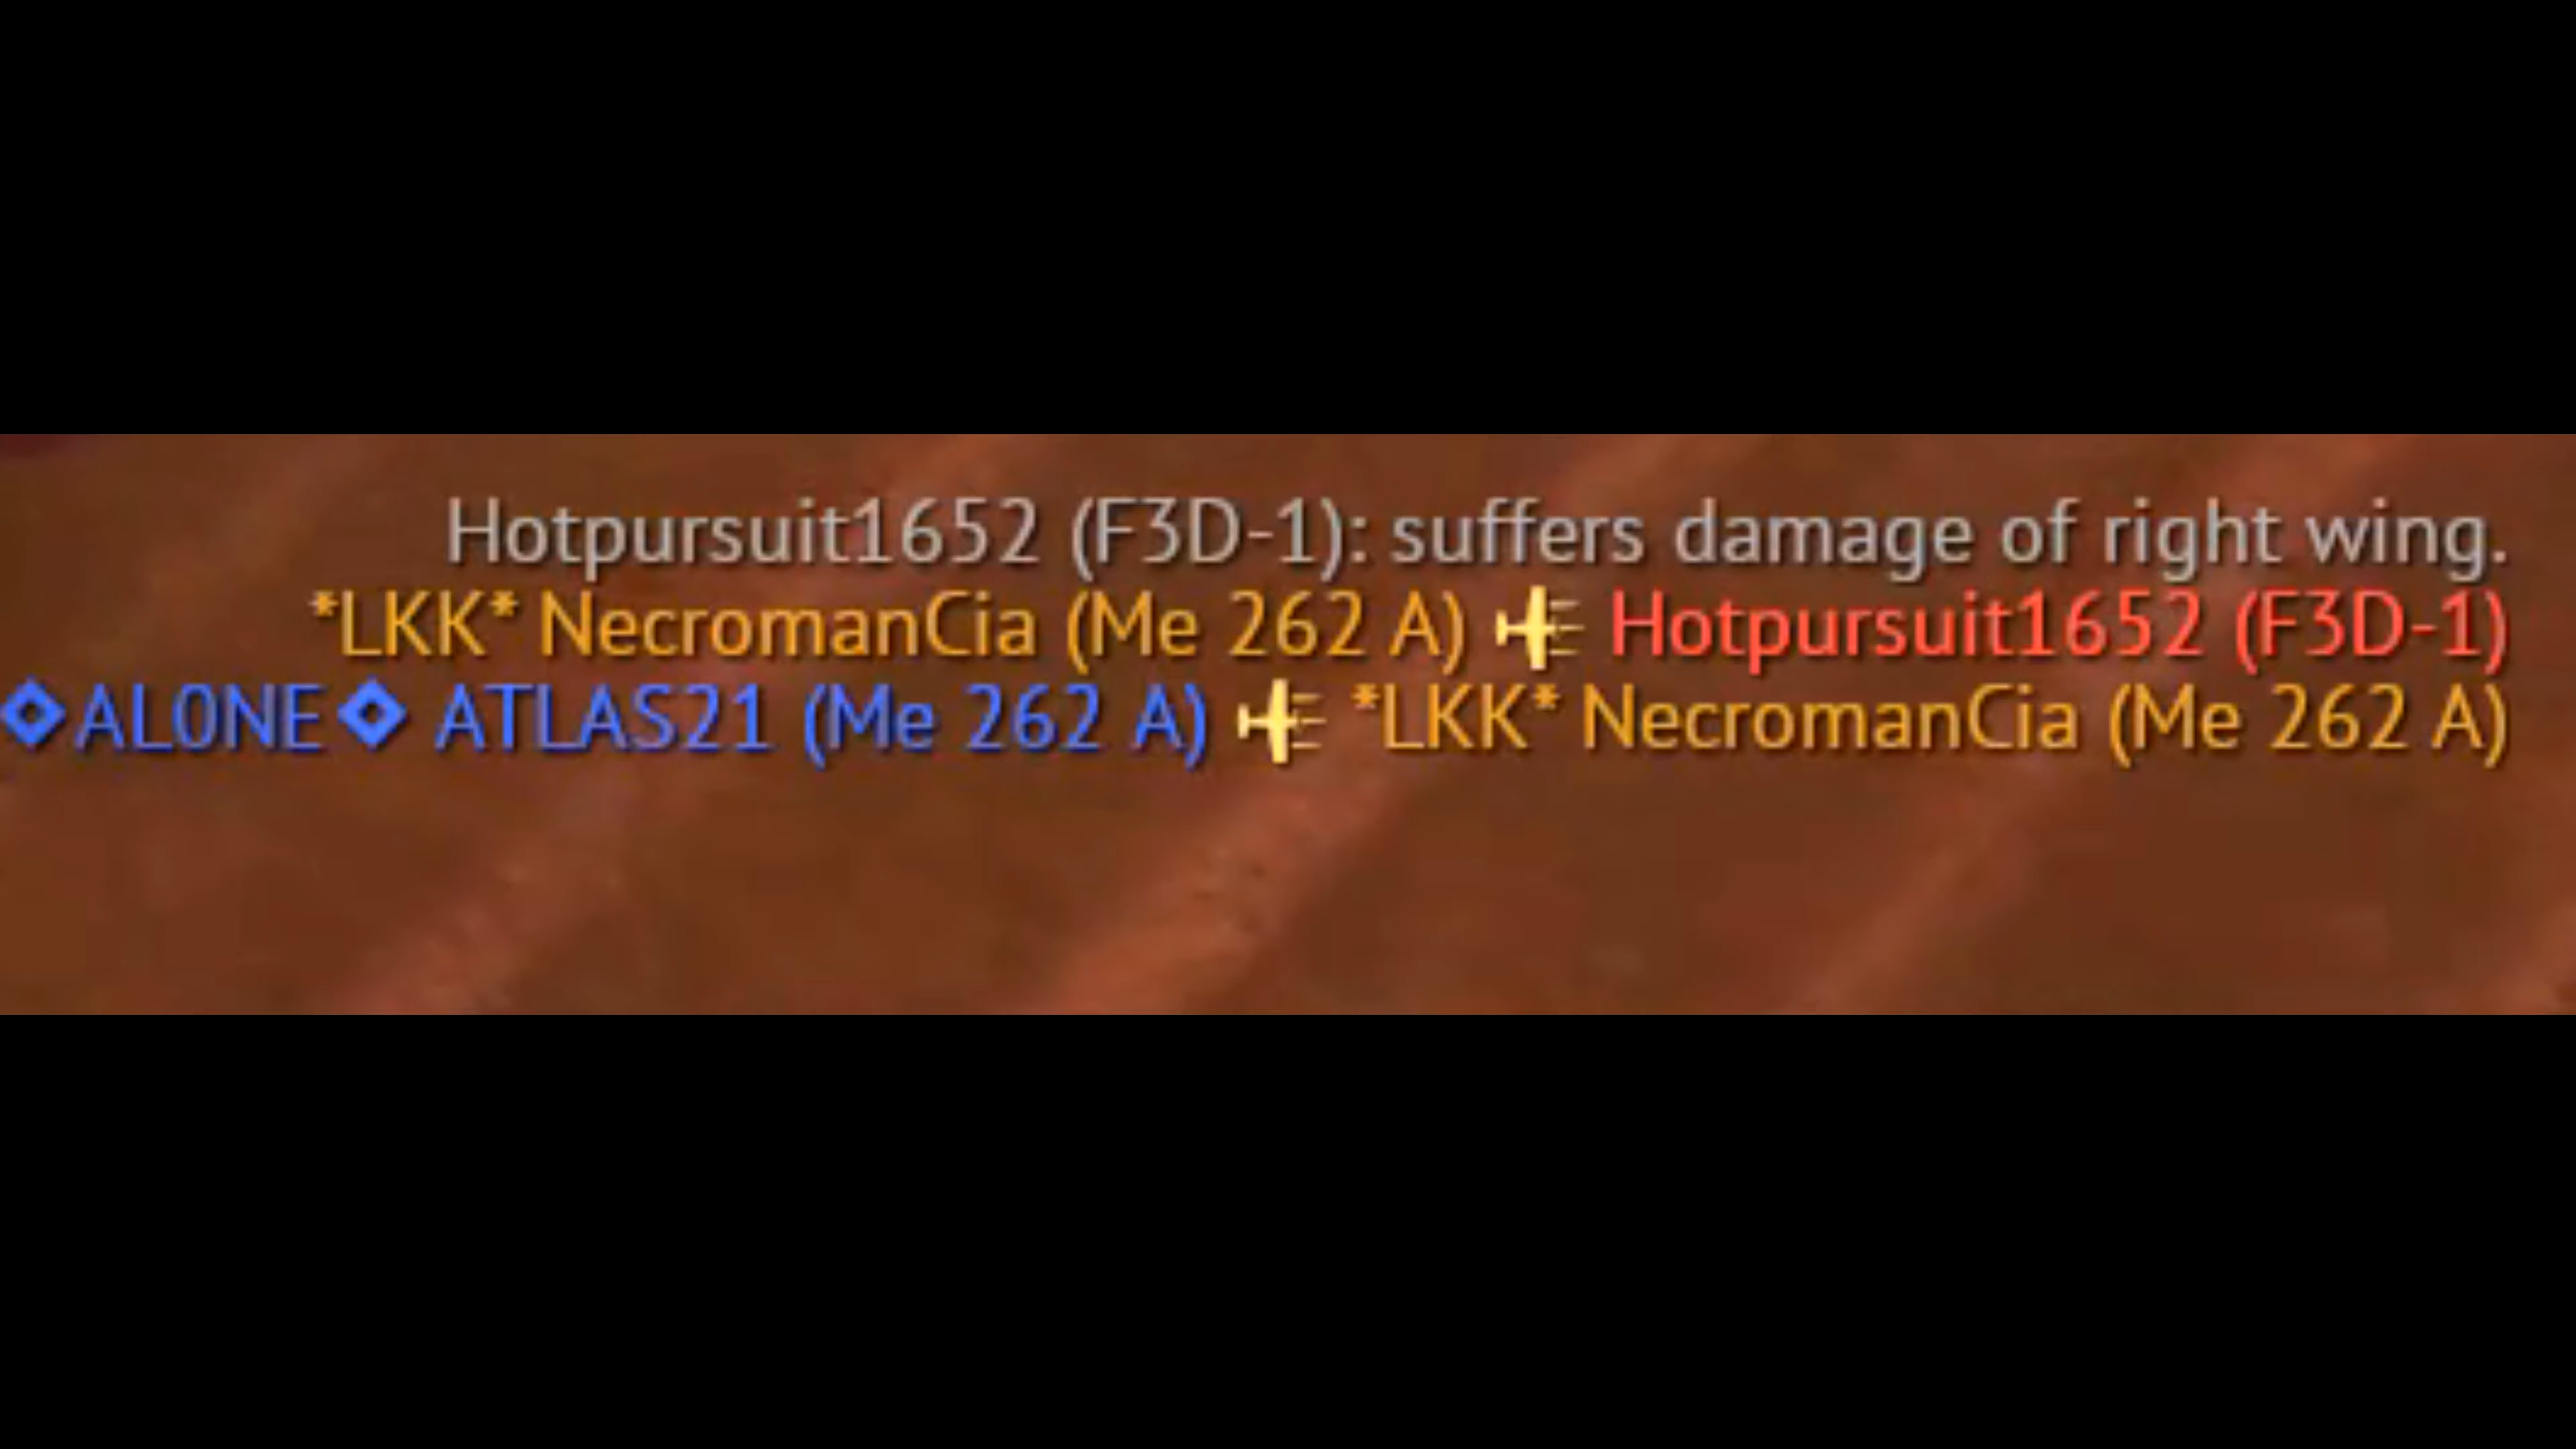 Hotpursuit1652 (F3D-1): suffers damage of right wing.
*LKK* NecromanCia (Me 262 A) Hotpursuit1652 (F3D-1)
◆AL0NE◆ ATLAS21 (Me 262 A) *LKK* NecromanCia (Me 262 A)